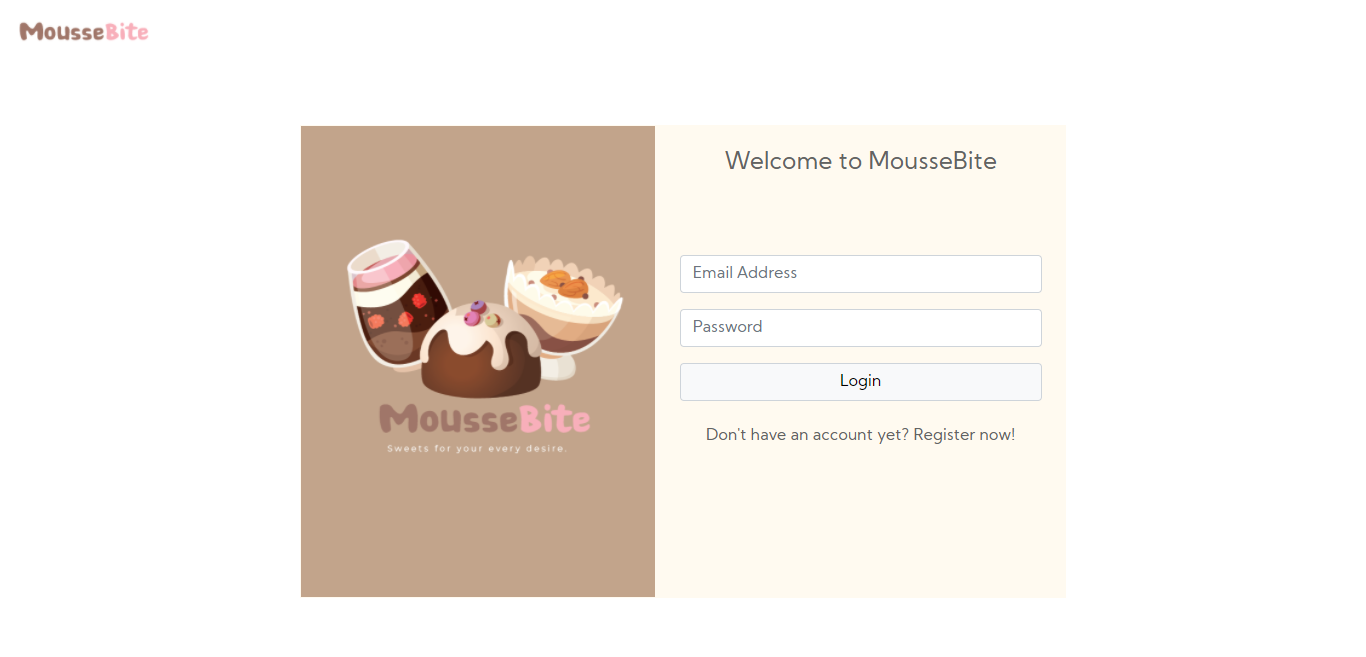 MousseBite
Welcome to MousseBite
Email Address
Password
Login
Don't have an account yet? Register now!
MousseBite
Sweets for your every desire.